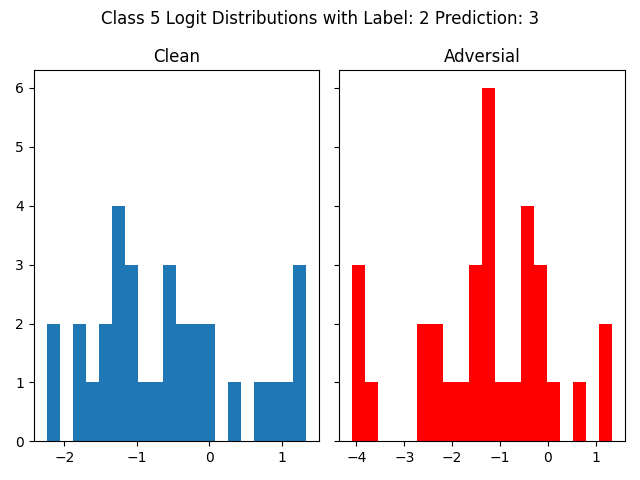 Class 5 Logit Distributions with Label: 2 Prediction: 3
Clean
Adversial
6
5
4
3
2
1
0
−2 −1 0 1
−4 −3 −2 −1 0 1